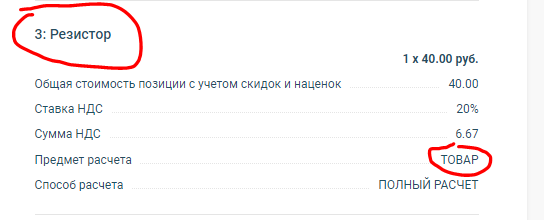 3: Резистор
1 x 40.00 руб.
Общая стоимость позиции с учетом скидок и наценок 40.00
Ставка НДС 20%
Сумма НДС 6.67
Предмет расчета ТОВАР
Способ расчета ПОЛНЫЙ РАСЧЕТ